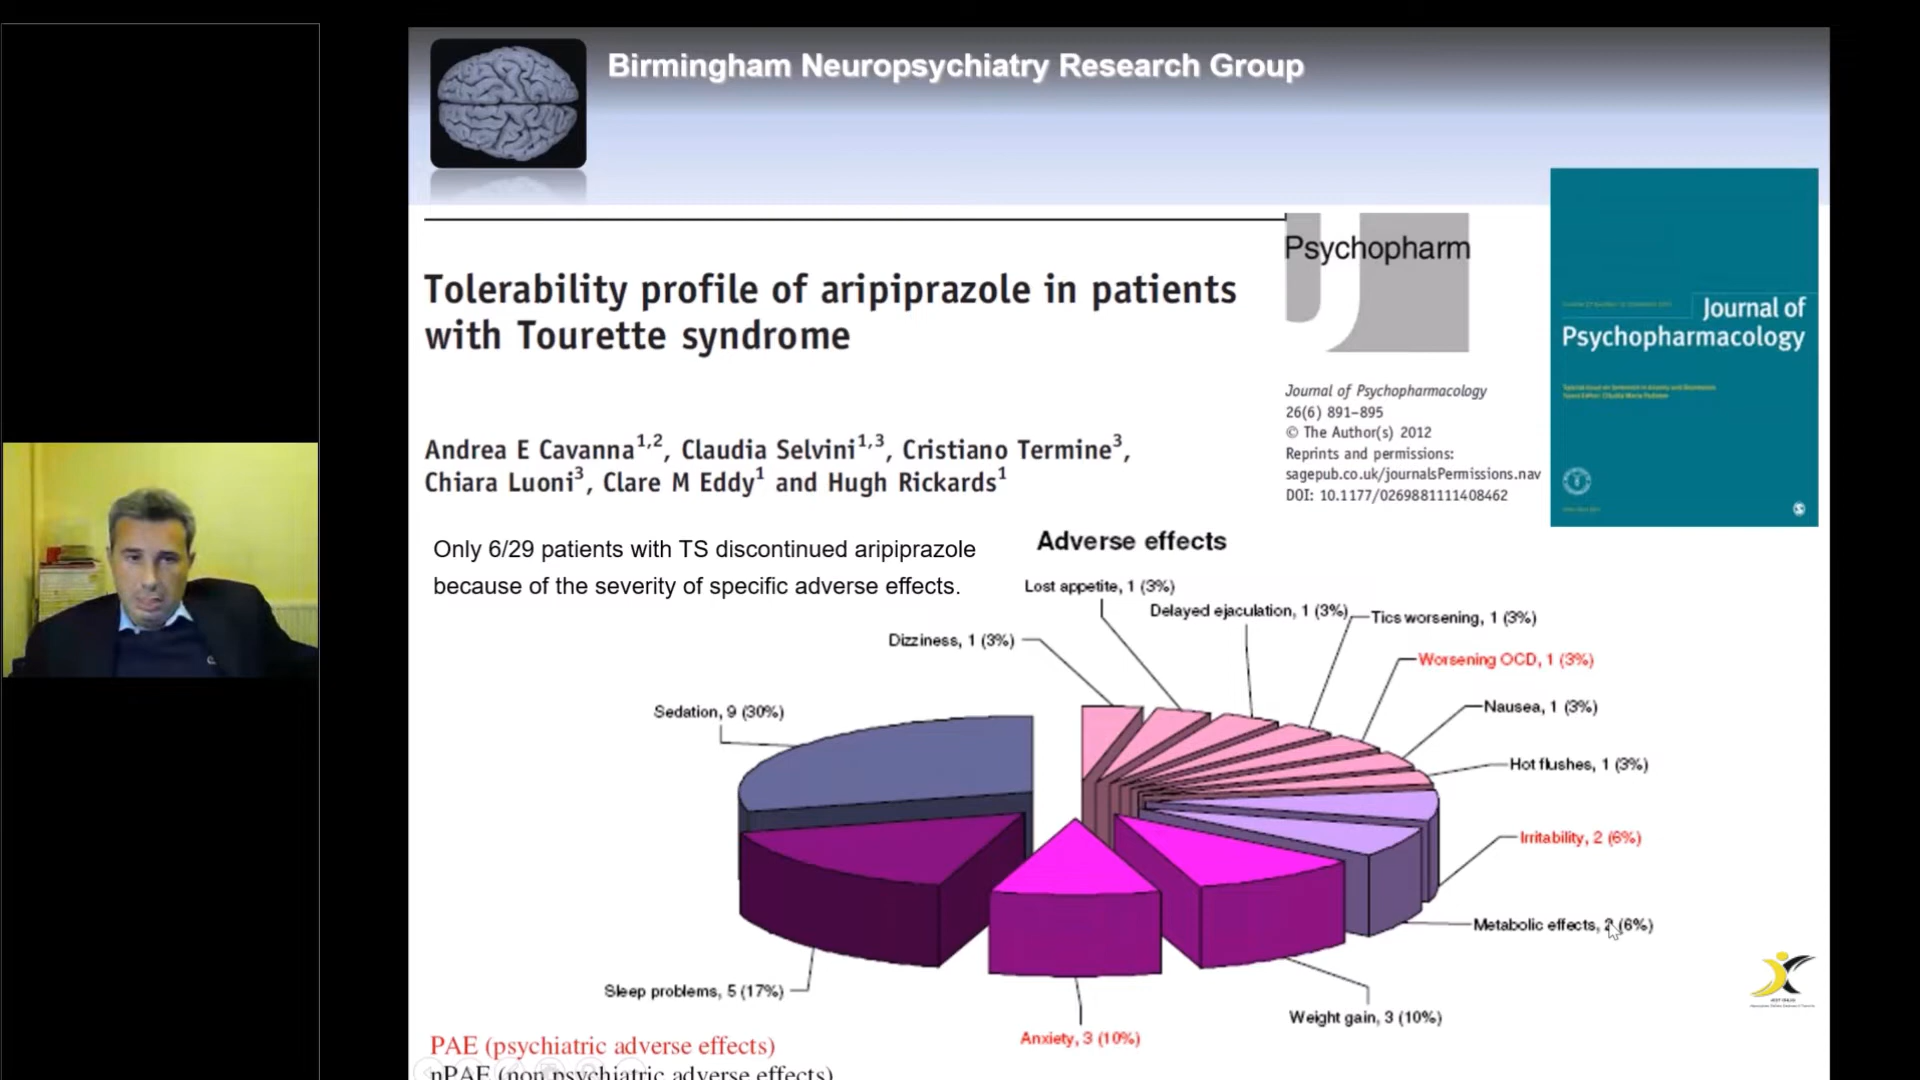 Birmingham Neuropsychiatry Research Group
Psychopharm
Tolerability profile of aripiprazole in patients
with Tourette syndrome
Journal of
Psychopharmacology
Andrea E Cavanna1,2, Claudia Selvini1,3, Cristiano Termine3,
Chiara Luoni3, Clare M Eddy1 and Hugh Rickards1
Journal of Psychopharmacology
26(6) 891–895
© The Author(s) 2012
Reprints and permissions:
sagepub.co.uk/journalsPermissions.nav
DOI: 10.1177/0269881111408462
Only 6/29 patients with TS discontinued aripiprazole
because of the severity of specific adverse effects.
Adverse effects
Lost appetite, 1 (3%)
Delayed ejaculation, 1 (3%)
Tics worsening, 1 (3%)
Dizziness, 1 (3%)
Worsening OCD, 1 (3%)
Nausea, 1 (3%)
Sedation, 9 (30%)
Hot flushes, 1 (3%)
Irritability, 2 (6%)
Metabolic effects, 2 (6%)
Sleep problems, 5 (17%)
Weight gain, 3 (10%)
Anxiety, 3 (10%)
PAE (psychiatric adverse effects)
nPAE (non psychiatric adverse effects)